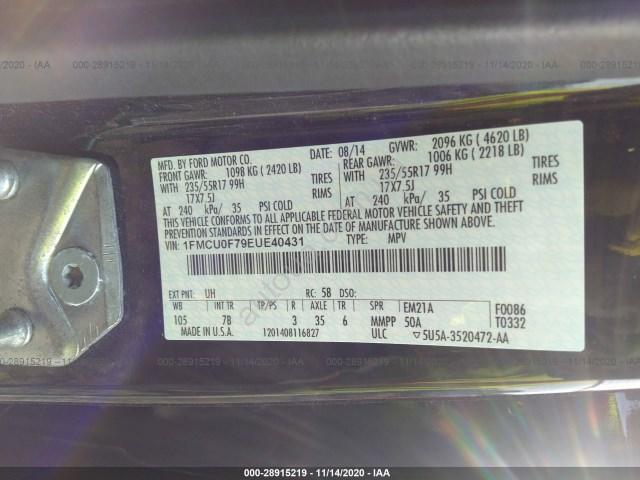 000-28915219 - 11/14/2020 - IAA
MFD. BY FORD MOTOR CO.
DATE: 08/14
GVWR: 2096 KG ( 4620 LB)
FRONT GAWR: 1098 KG ( 2420 LB)
REAR GAWR: 1006 KG ( 2218 LB)
WITH 235/55R17 99H TIRES
WITH 235/55R17 99H TIRES
17X7.5J RIMS
17X7.5J RIMS
AT 240 kPa/ 35 PSI COLD
AT 240 kPa/ 35 PSI COLD
THIS VEHICLE CONFORMS TO ALL APPLICABLE FEDERAL MOTOR VEHICLE SAFETY AND BUMPER AND THEFT
PREVENTION STANDARDS IN EFFECT ON THE DATE OF MANUFACTURE SHOWN ABOVE.
VIN: 1FMCU0F79EUE40431
TYPE: MPV
EXT PNT: UH RC: 58 DSO:
WB INT TR TP/PS R AXLE TR SPR EM21A F0086
105 7B 3 35 6 MMPP 50A T0332
MADE IN U.S.A. 1201408116827 ULC 5U5A-3520472-AA
000-28915219 - 11/14/2020 - IAA